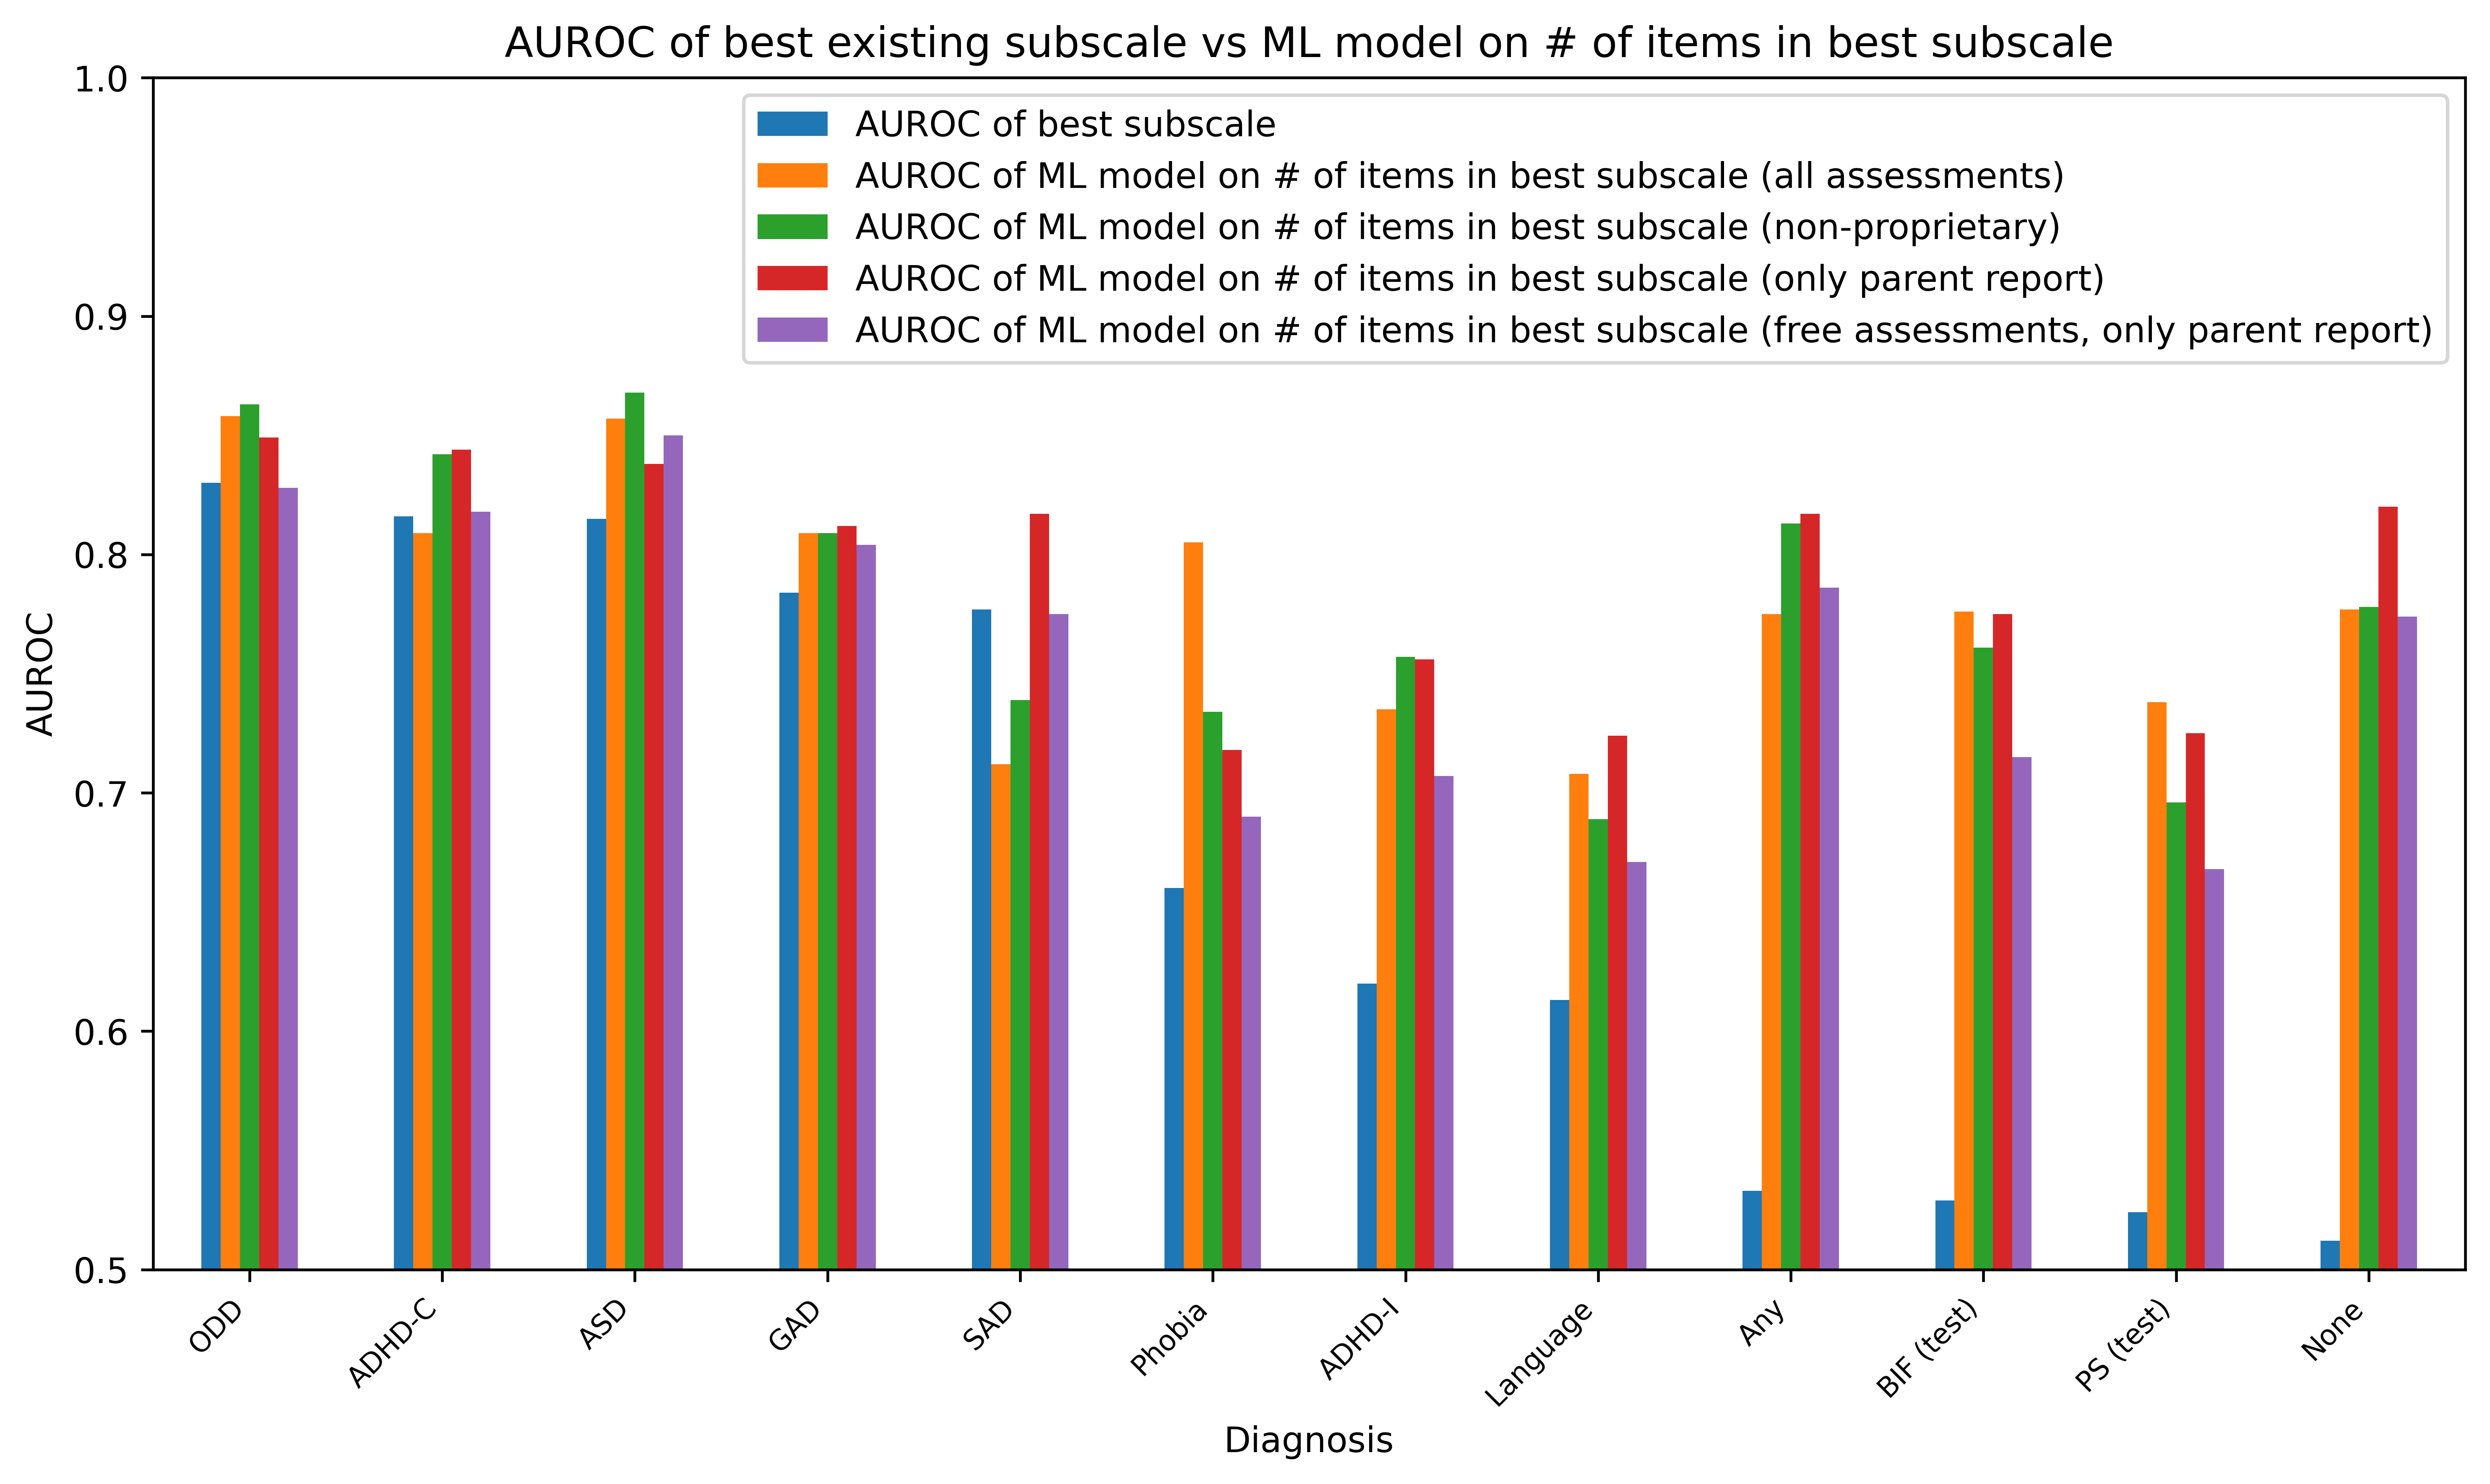 AUROC of best existing subscale vs ML model on # of items in best subscale
AUROC of best subscale
AUROC of ML model on # of items in best subscale (all assessments)
AUROC of ML model on # of items in best subscale (non-proprietary)
AUROC of ML model on # of items in best subscale (only parent report)
AUROC of ML model on # of items in best subscale (free assessments, only parent report)
AUROC
1.0
0.9
0.8
0.7
0.6
0.5
ODD
ADHD-C
ASD
GAD
SAD
Phobia
ADHD-I
Language
Any
BIF (test)
PS (test)
None
Diagnosis